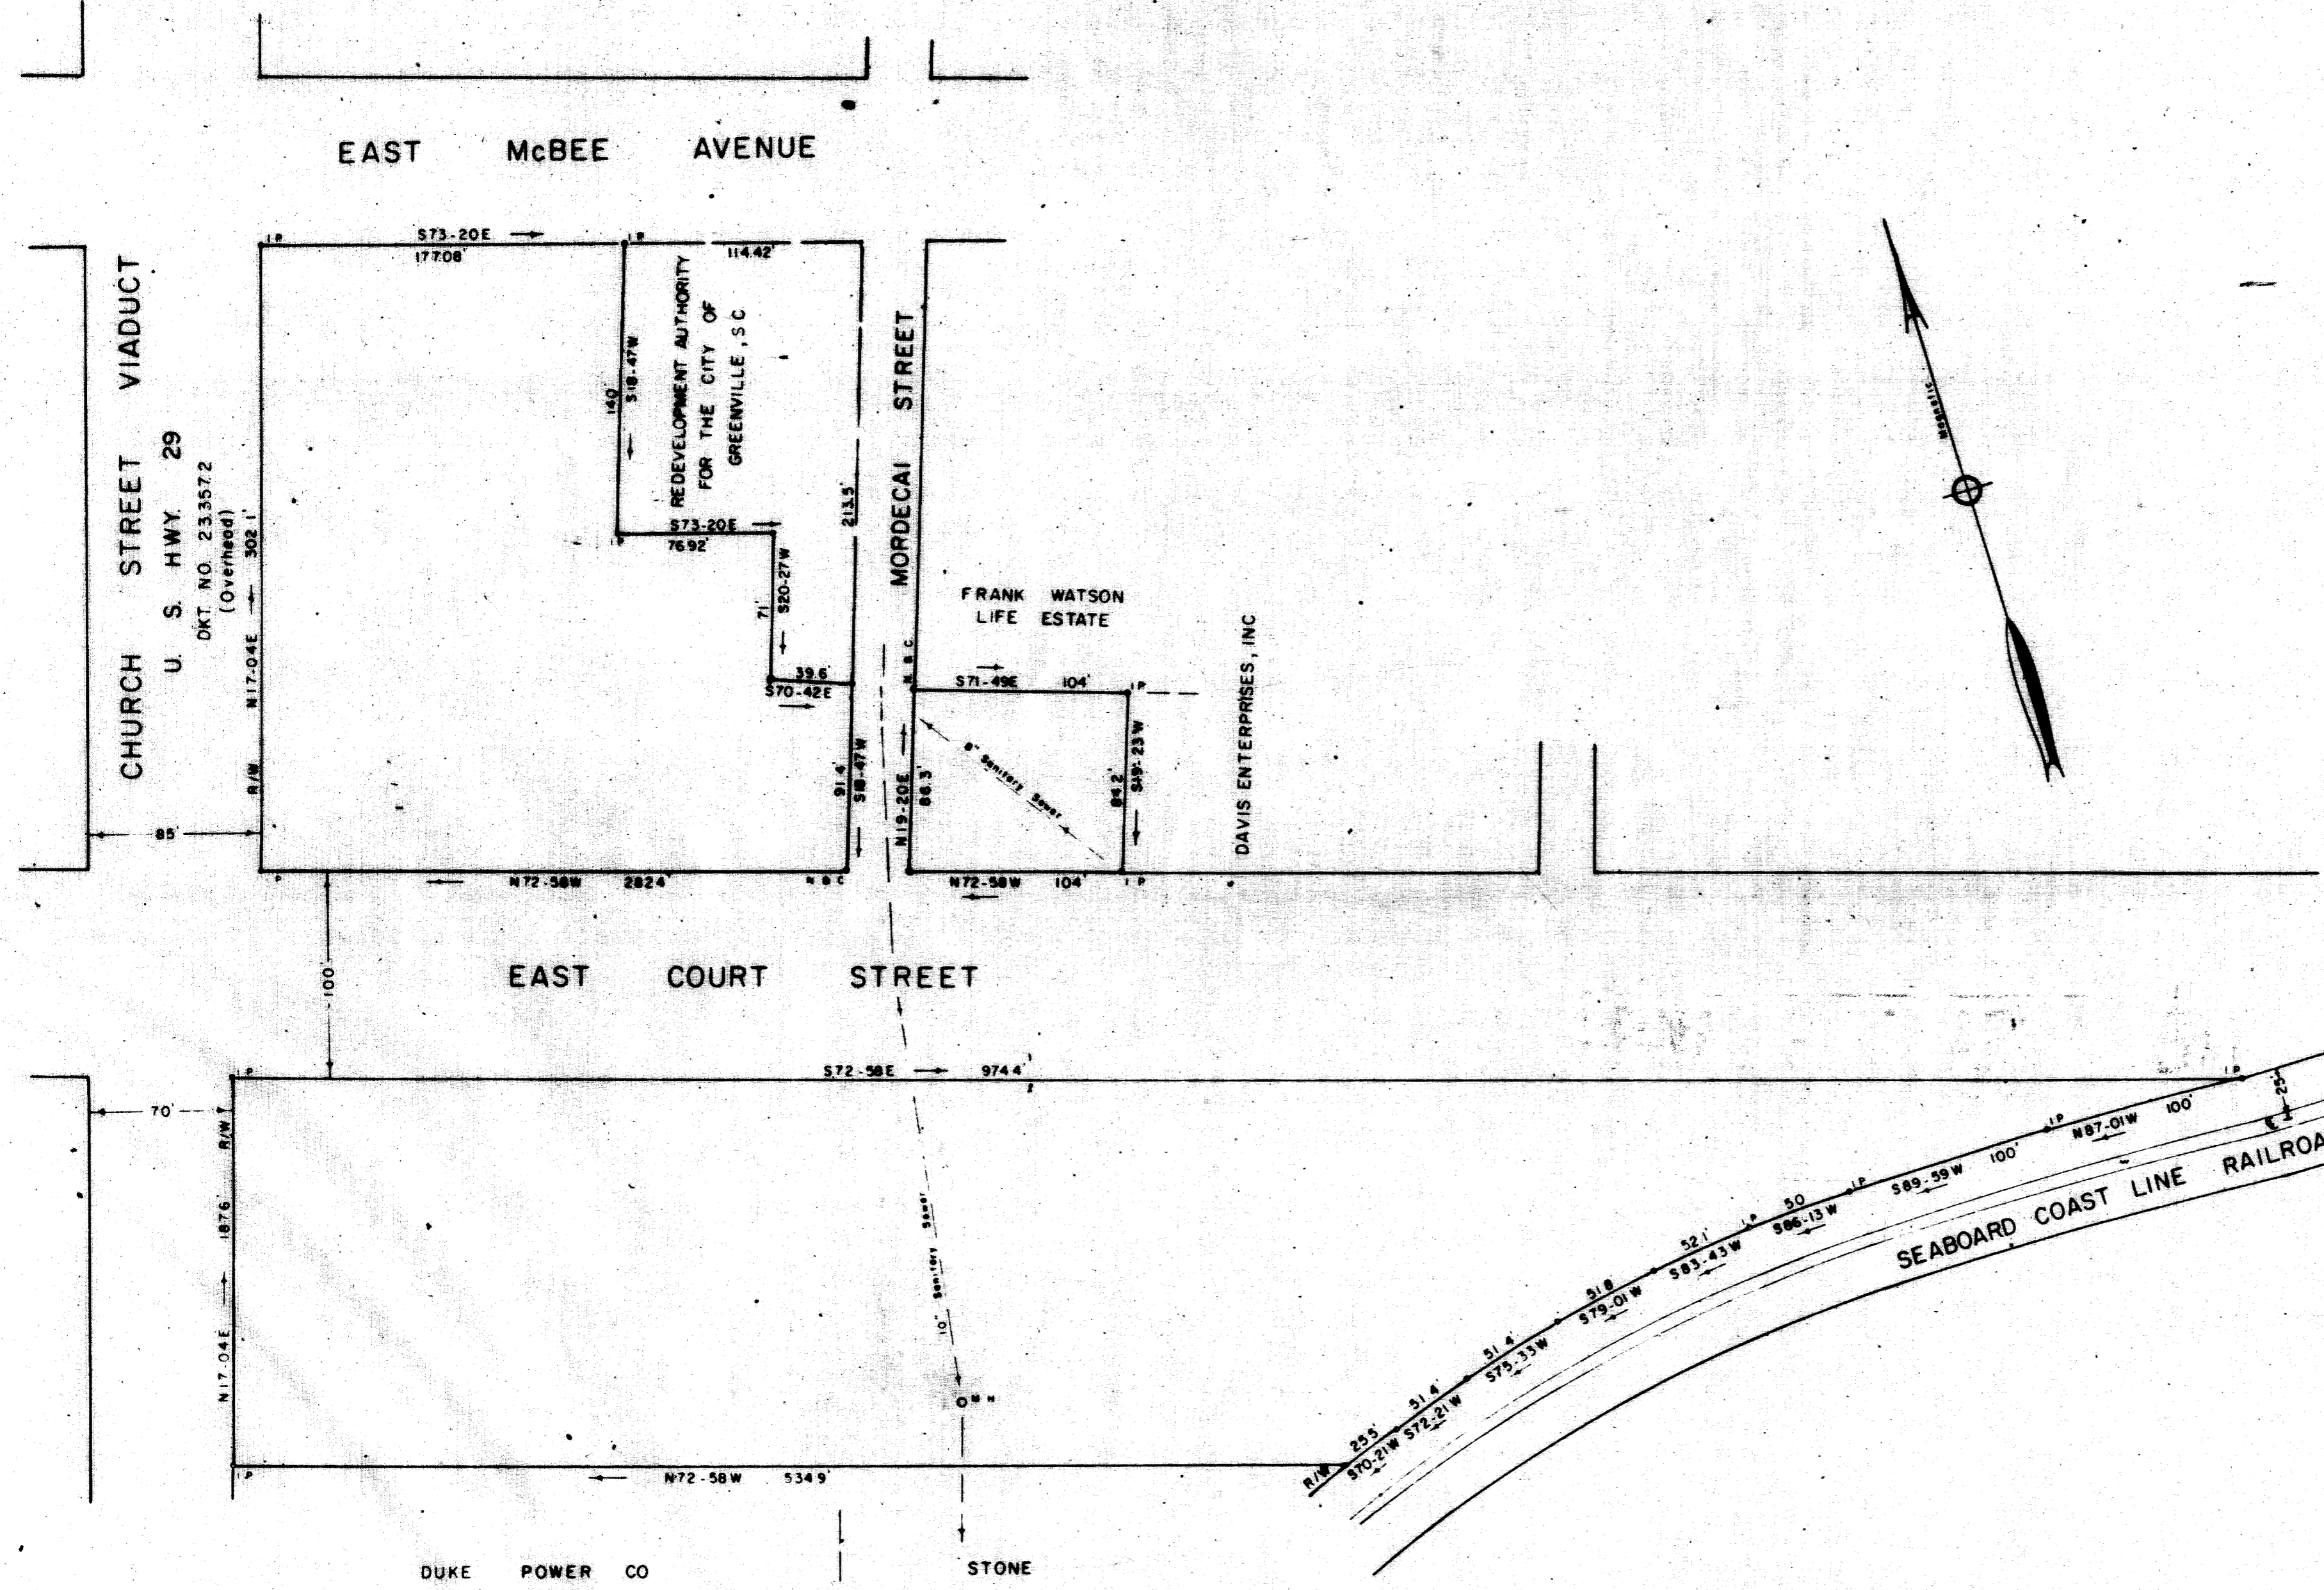 EAST McBEE AVENUE
I P
S73-20E
177.08'
I P
114.42'
CHURCH STREET VIADUCT
U. S. HWY. 29
DKT. NO. 23.357.2
(Overhead)
R/W N17-04E 302.1'
140'
S18-47W
REDEVELOPMENT AUTHORITY
FOR THE CITY OF
GREENVILLE, S C
213.5'
MORDECAI STREET
S73-20E
76.92'
I P
71'
S20-27W
39.6'
S70-42E
91.4'
S18-47W
FRANK WATSON
LIFE ESTATE
N.B.C.
S71-49E 104'
I P
N19-20E
86.3'
8" Sanitary Sewer
84.2'
S19-23W
DAVIS ENTERPRISES, INC
Magnetic
85'
P
N72-58W 282.4'
N B C
N72-58W 104'
I P
100'
EAST COURT STREET
I P
S72-58E 974.4'
I P
70'
R/W
N17-04E 187.6'
10" Sanitary Sewer
M H
25'
N87-01W 100'
I P
S89-59W 100'
I P
50
S86-13W
I P
52.1'
S83-43W
51.8'
S79-01W
51.4'
S75-33W
51.4'
S72-21W
25.5'
S70-21W
R/W
SEABOARD COAST LINE RAILROA
I P
N72-58W 534.9'
DUKE POWER CO
STONE